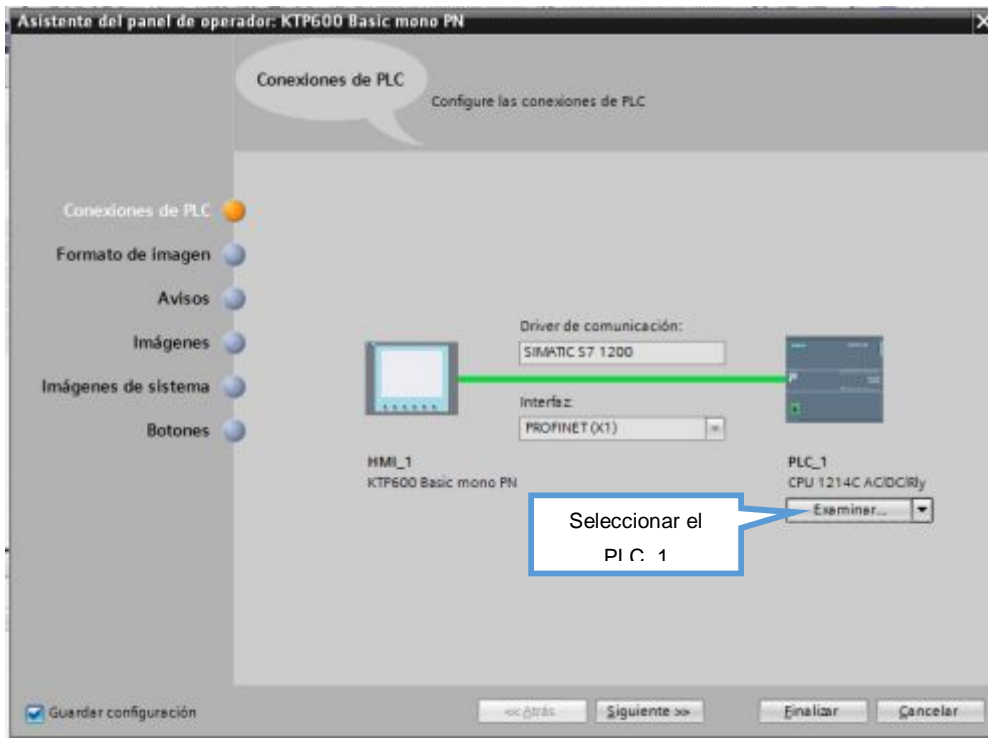 Asistente del panel de operador: KTP600 Basic mono PN
Conexiones de PLC
Configure las conexiones de PLC
Conexiones de PLC
Formato de imagen
Avisos
Imágenes
Imágenes de sistema
Botones
Driver de comunicación:
SIMATIC S7 1200
Interfaz:
PROFINET (X1)
HMI_1
KTP600 Basic mono PN
PLC_1
CPU 1214C AC/DC/Rly
Examinar...
Seleccionar el
PLC_1
Guardar configuración
<< Atrás
Siguiente >>
Finalizar
Cancelar